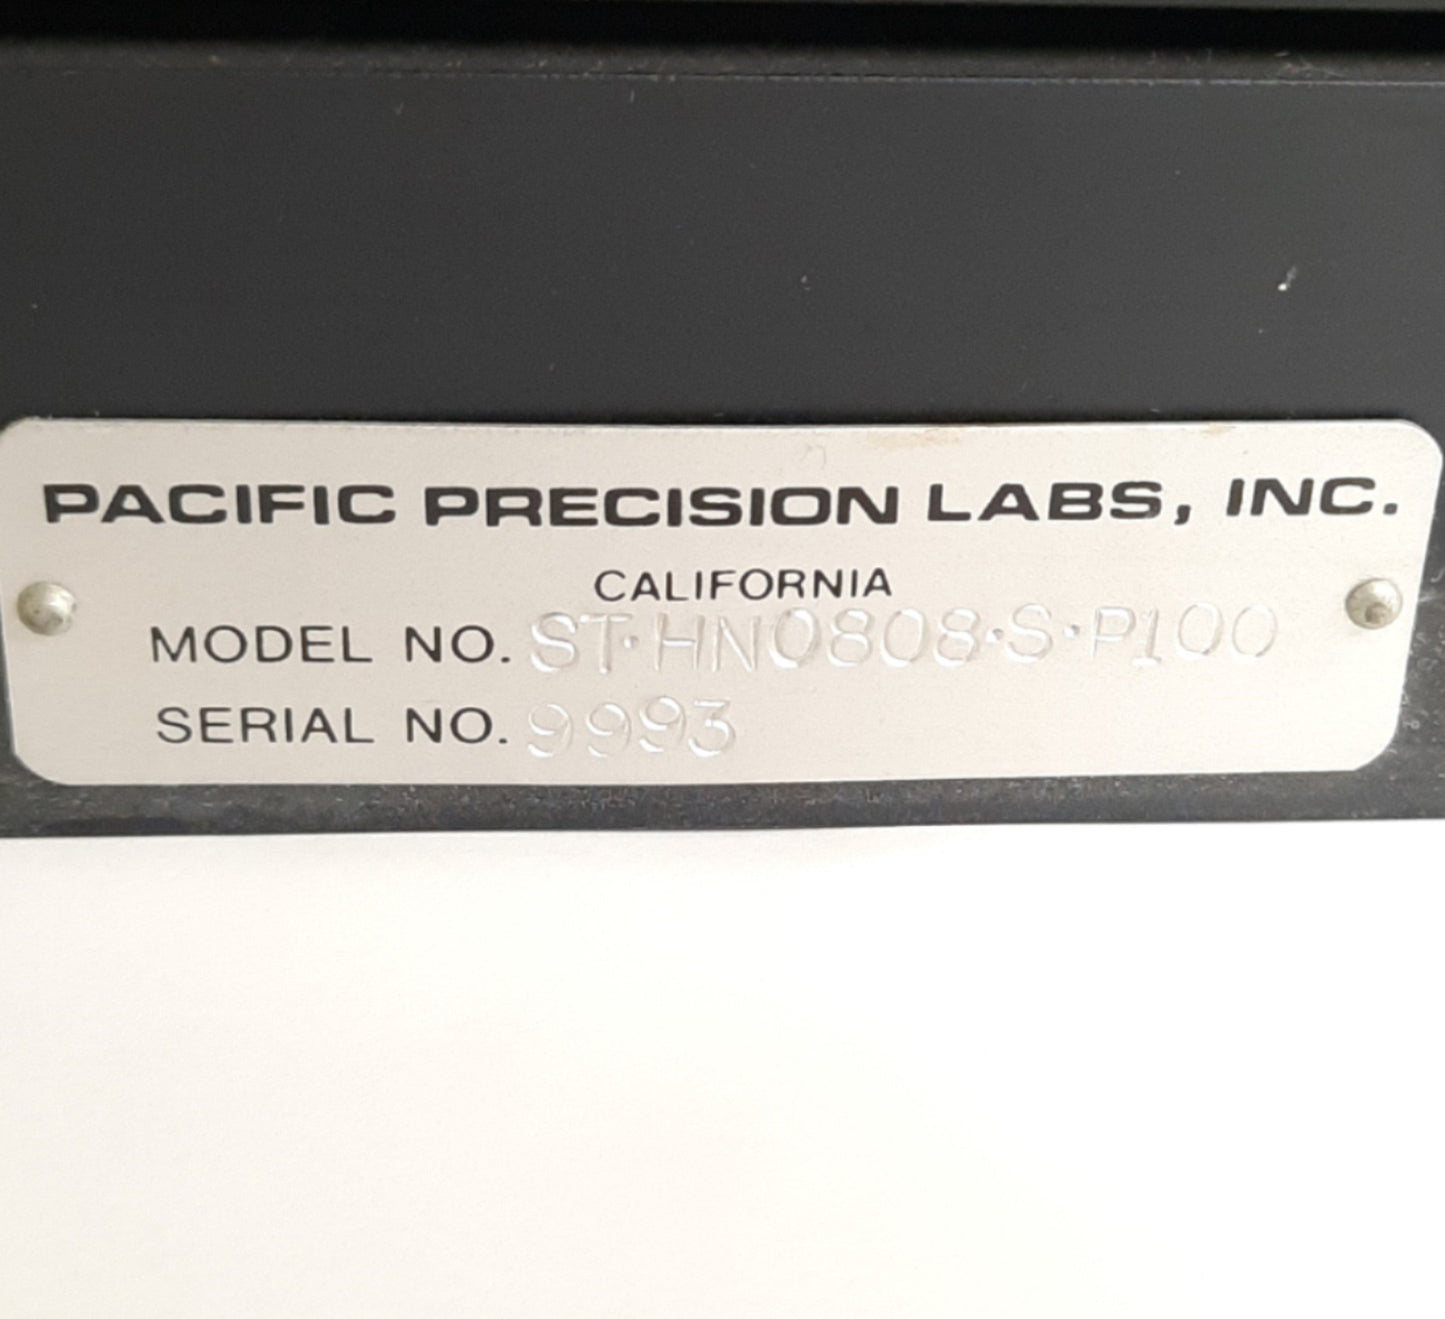 PACIFIC PRECISION LABS, INC.
CALIFORNIA
MODEL NO. ST·HN0808·S·P100
SERIAL NO. 9993